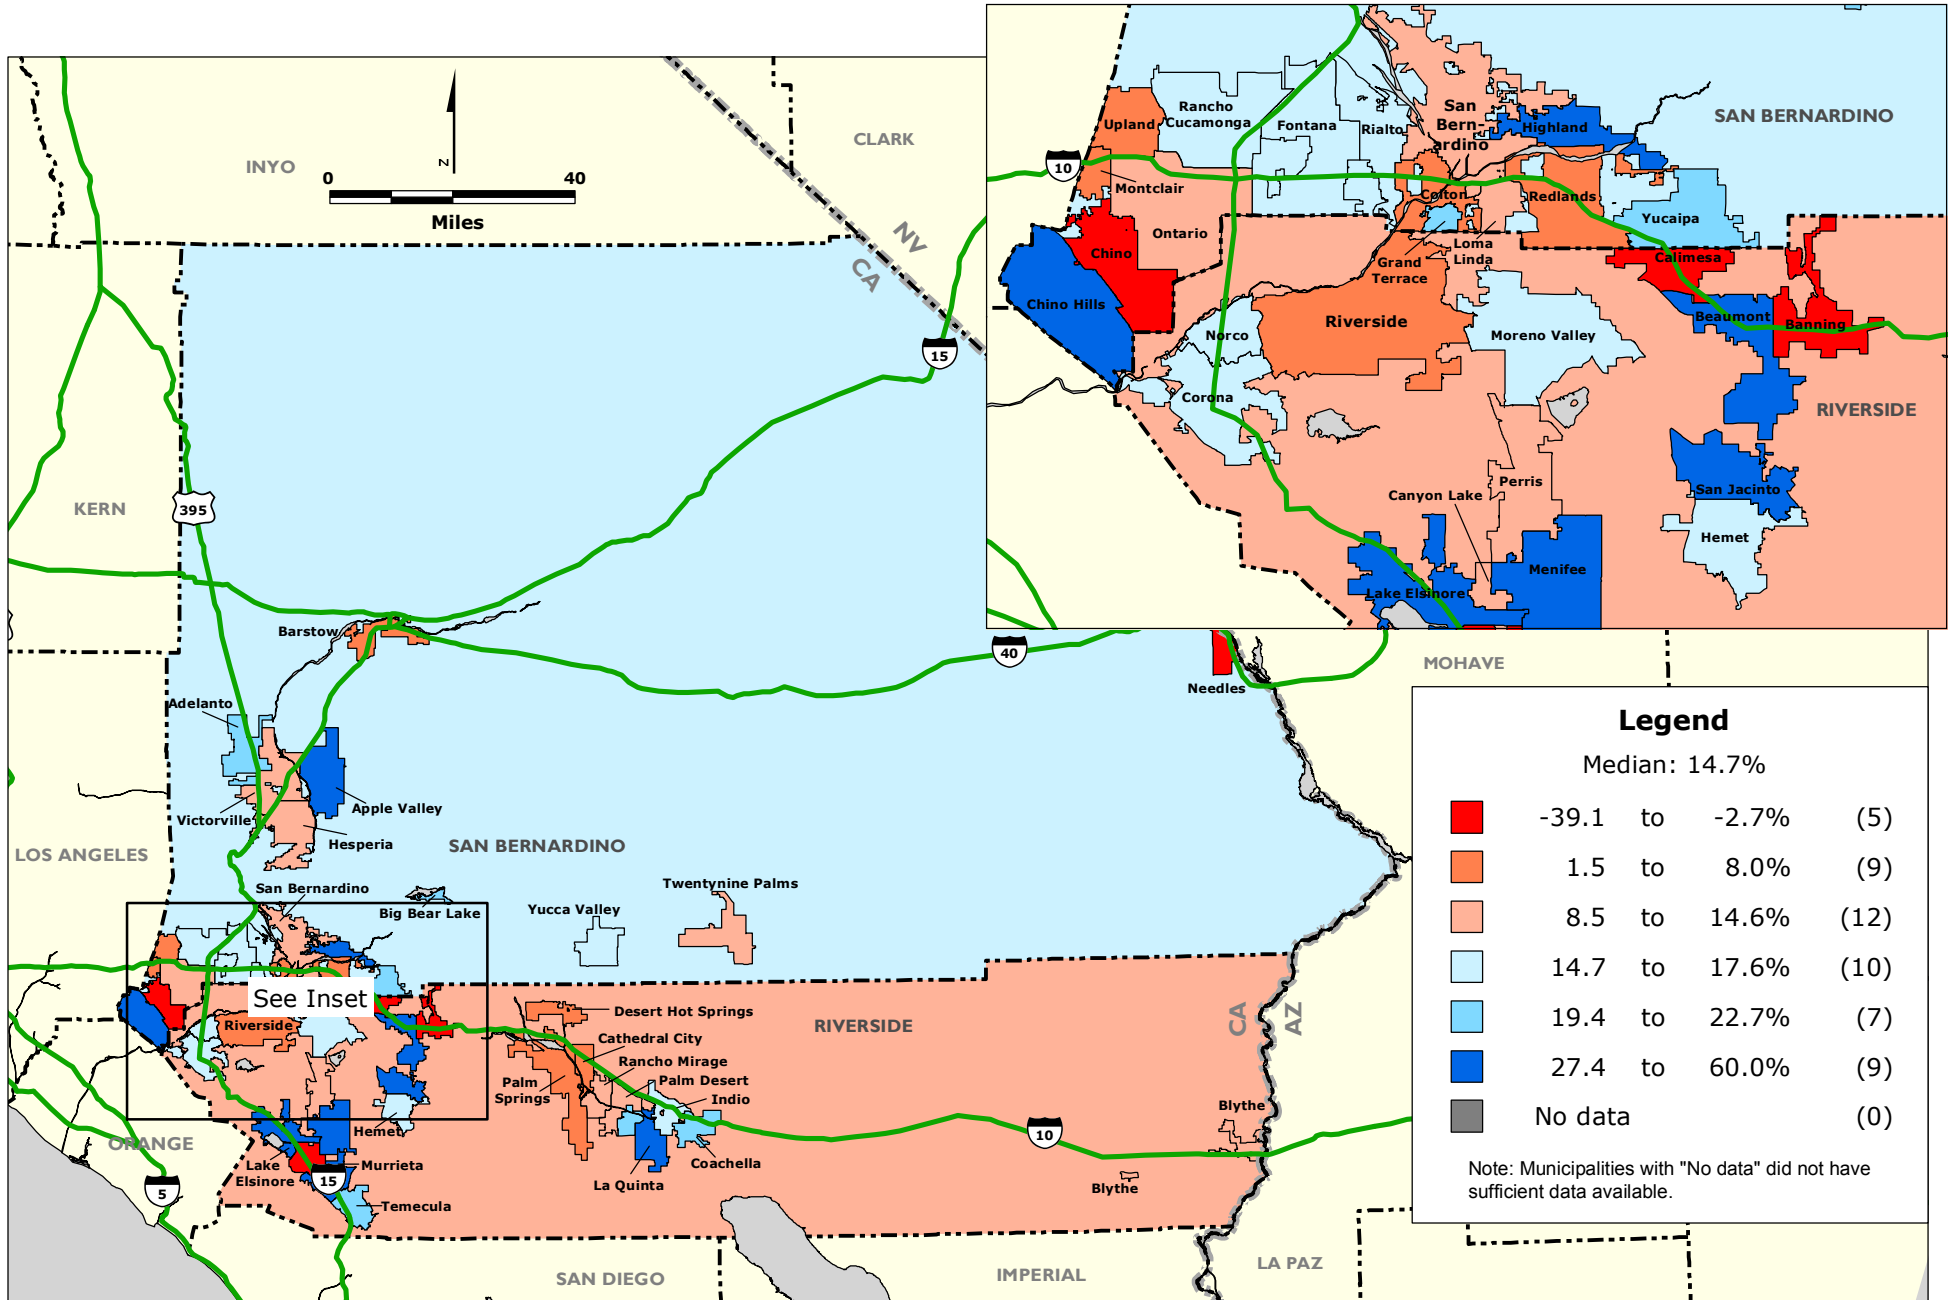 INYO
CLARK
0
40
Miles
N
NV
CA
15
KERN
395
Barstow
40
Needles
MOHAVE
Adelanto
Apple Valley
Victorville
Hesperia
LOS ANGELES
SAN BERNARDINO
San Bernardino
Big Bear Lake
Yucca Valley
Twentynine Palms
See Inset
Riverside
Desert Hot Springs
RIVERSIDE
Cathedral City
Rancho Mirage
Palm
Springs
Palm Desert
Indio
CA
AZ
Blythe
10
Hemet
ORANGE
Lake
Elsinore
Murrieta
15
La Quinta
Coachella
Blythe
5
Temecula
SAN DIEGO
IMPERIAL
LA PAZ
Upland
Rancho
Cucamonga
Fontana
Rialto
San
Bern-
ardino
Highland
SAN BERNARDINO
10
Montclair
Colton
Redlands
Yucaipa
Chino
Ontario
Loma
Linda
Grand
Terrace
Calimesa
Chino Hills
Norco
Riverside
Moreno Valley
Beaumont
Banning
Corona
RIVERSIDE
Canyon Lake
Perris
San Jacinto
Hemet
Lake Elsinore
Menifee
Legend
Median: 14.7%
-39.1 to -2.7% (5)
1.5 to 8.0% (9)
8.5 to 14.6% (12)
14.7 to 17.6% (10)
19.4 to 22.7% (7)
27.4 to 60.0% (9)
No data (0)
Note: Municipalities with "No data" did not have
sufficient data available.